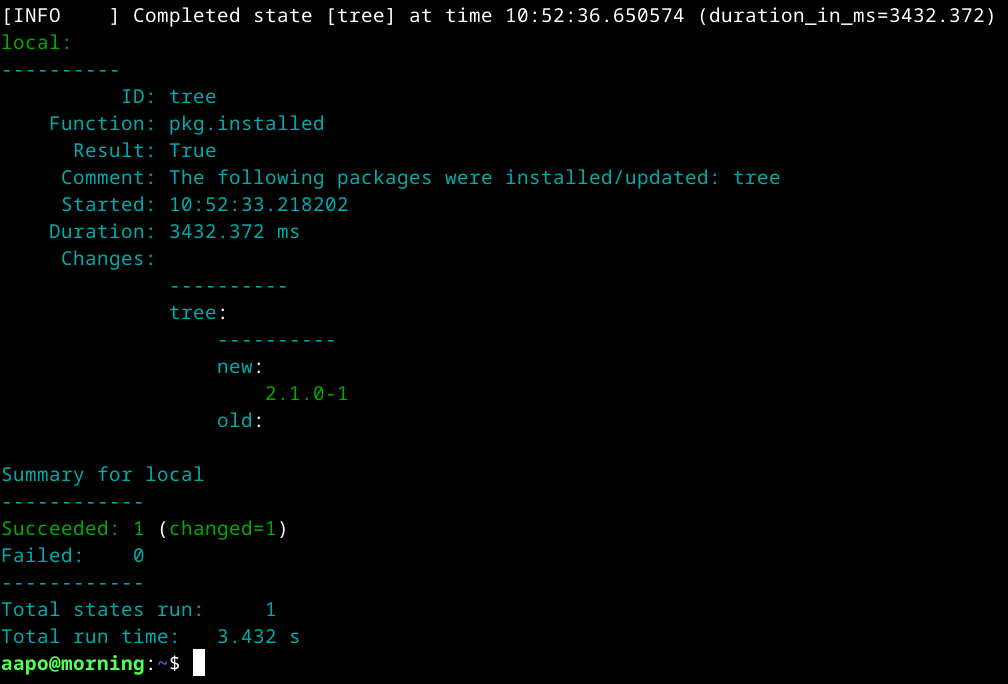 [INFO    ] Completed state [tree] at time 10:52:36.650574 (duration_in_ms=3432.372)
local:
----------
          ID: tree
    Function: pkg.installed
      Result: True
     Comment: The following packages were installed/updated: tree
     Started: 10:52:33.218202
    Duration: 3432.372 ms
     Changes:
              ----------
              tree:
                  ----------
                  new:
                      2.1.0-1
                  old:

Summary for local
------------
Succeeded: 1 (changed=1)
Failed:    0
------------
Total states run:     1
Total run time:   3.432 s
aapo@morning:~$